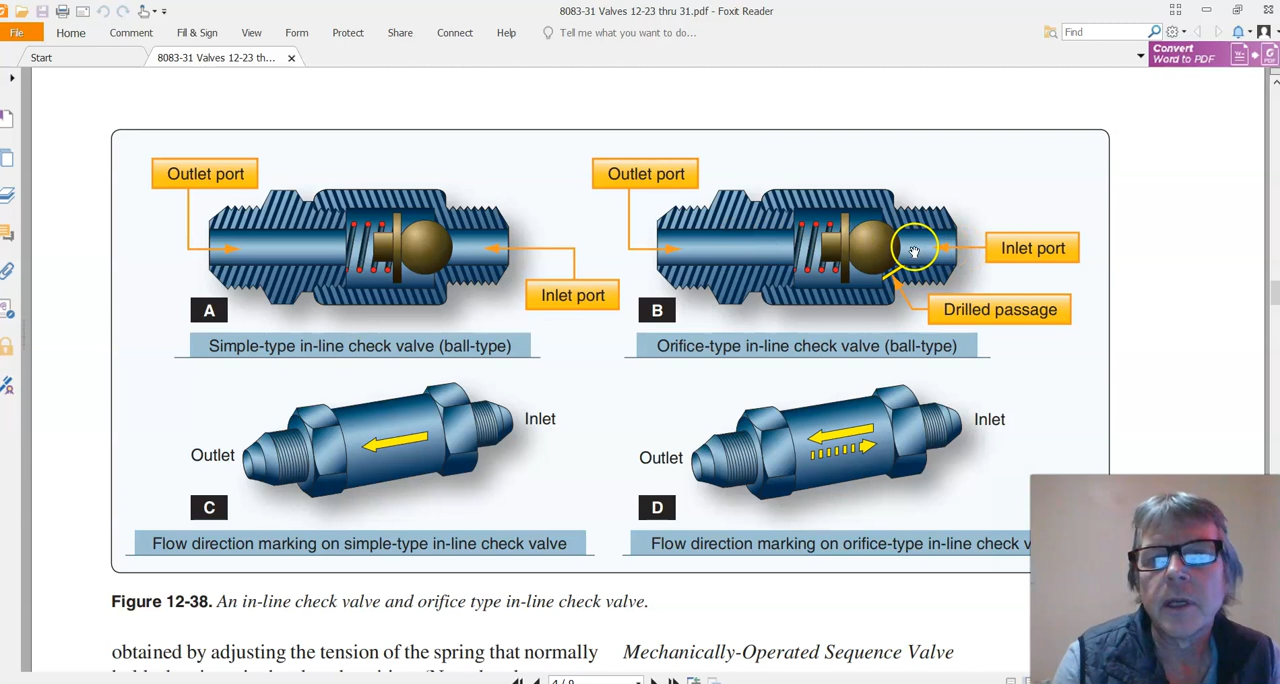 8083-31 Valves 12-23 thru 31.pdf - Foxit Reader
File Home Comment Fill & Sign View Form Protect Share Connect Help Tell me what you want to do... Find
Start 8083-31 Valves 12-23 th...
Convert
Word to PDF
Outlet port
Inlet port
A
Simple-type in-line check valve (ball-type)
Outlet port
Inlet port
Drilled passage
B
Orifice-type in-line check valve (ball-type)
Inlet
Outlet
C
Flow direction marking on simple-type in-line check valve
Inlet
Outlet
D
Flow direction marking on orifice-type in-line check v
Figure 12-38. An in-line check valve and orifice type in-line check valve.
obtained by adjusting the tension of the spring that normally
Mechanically-Operated Sequence Valve